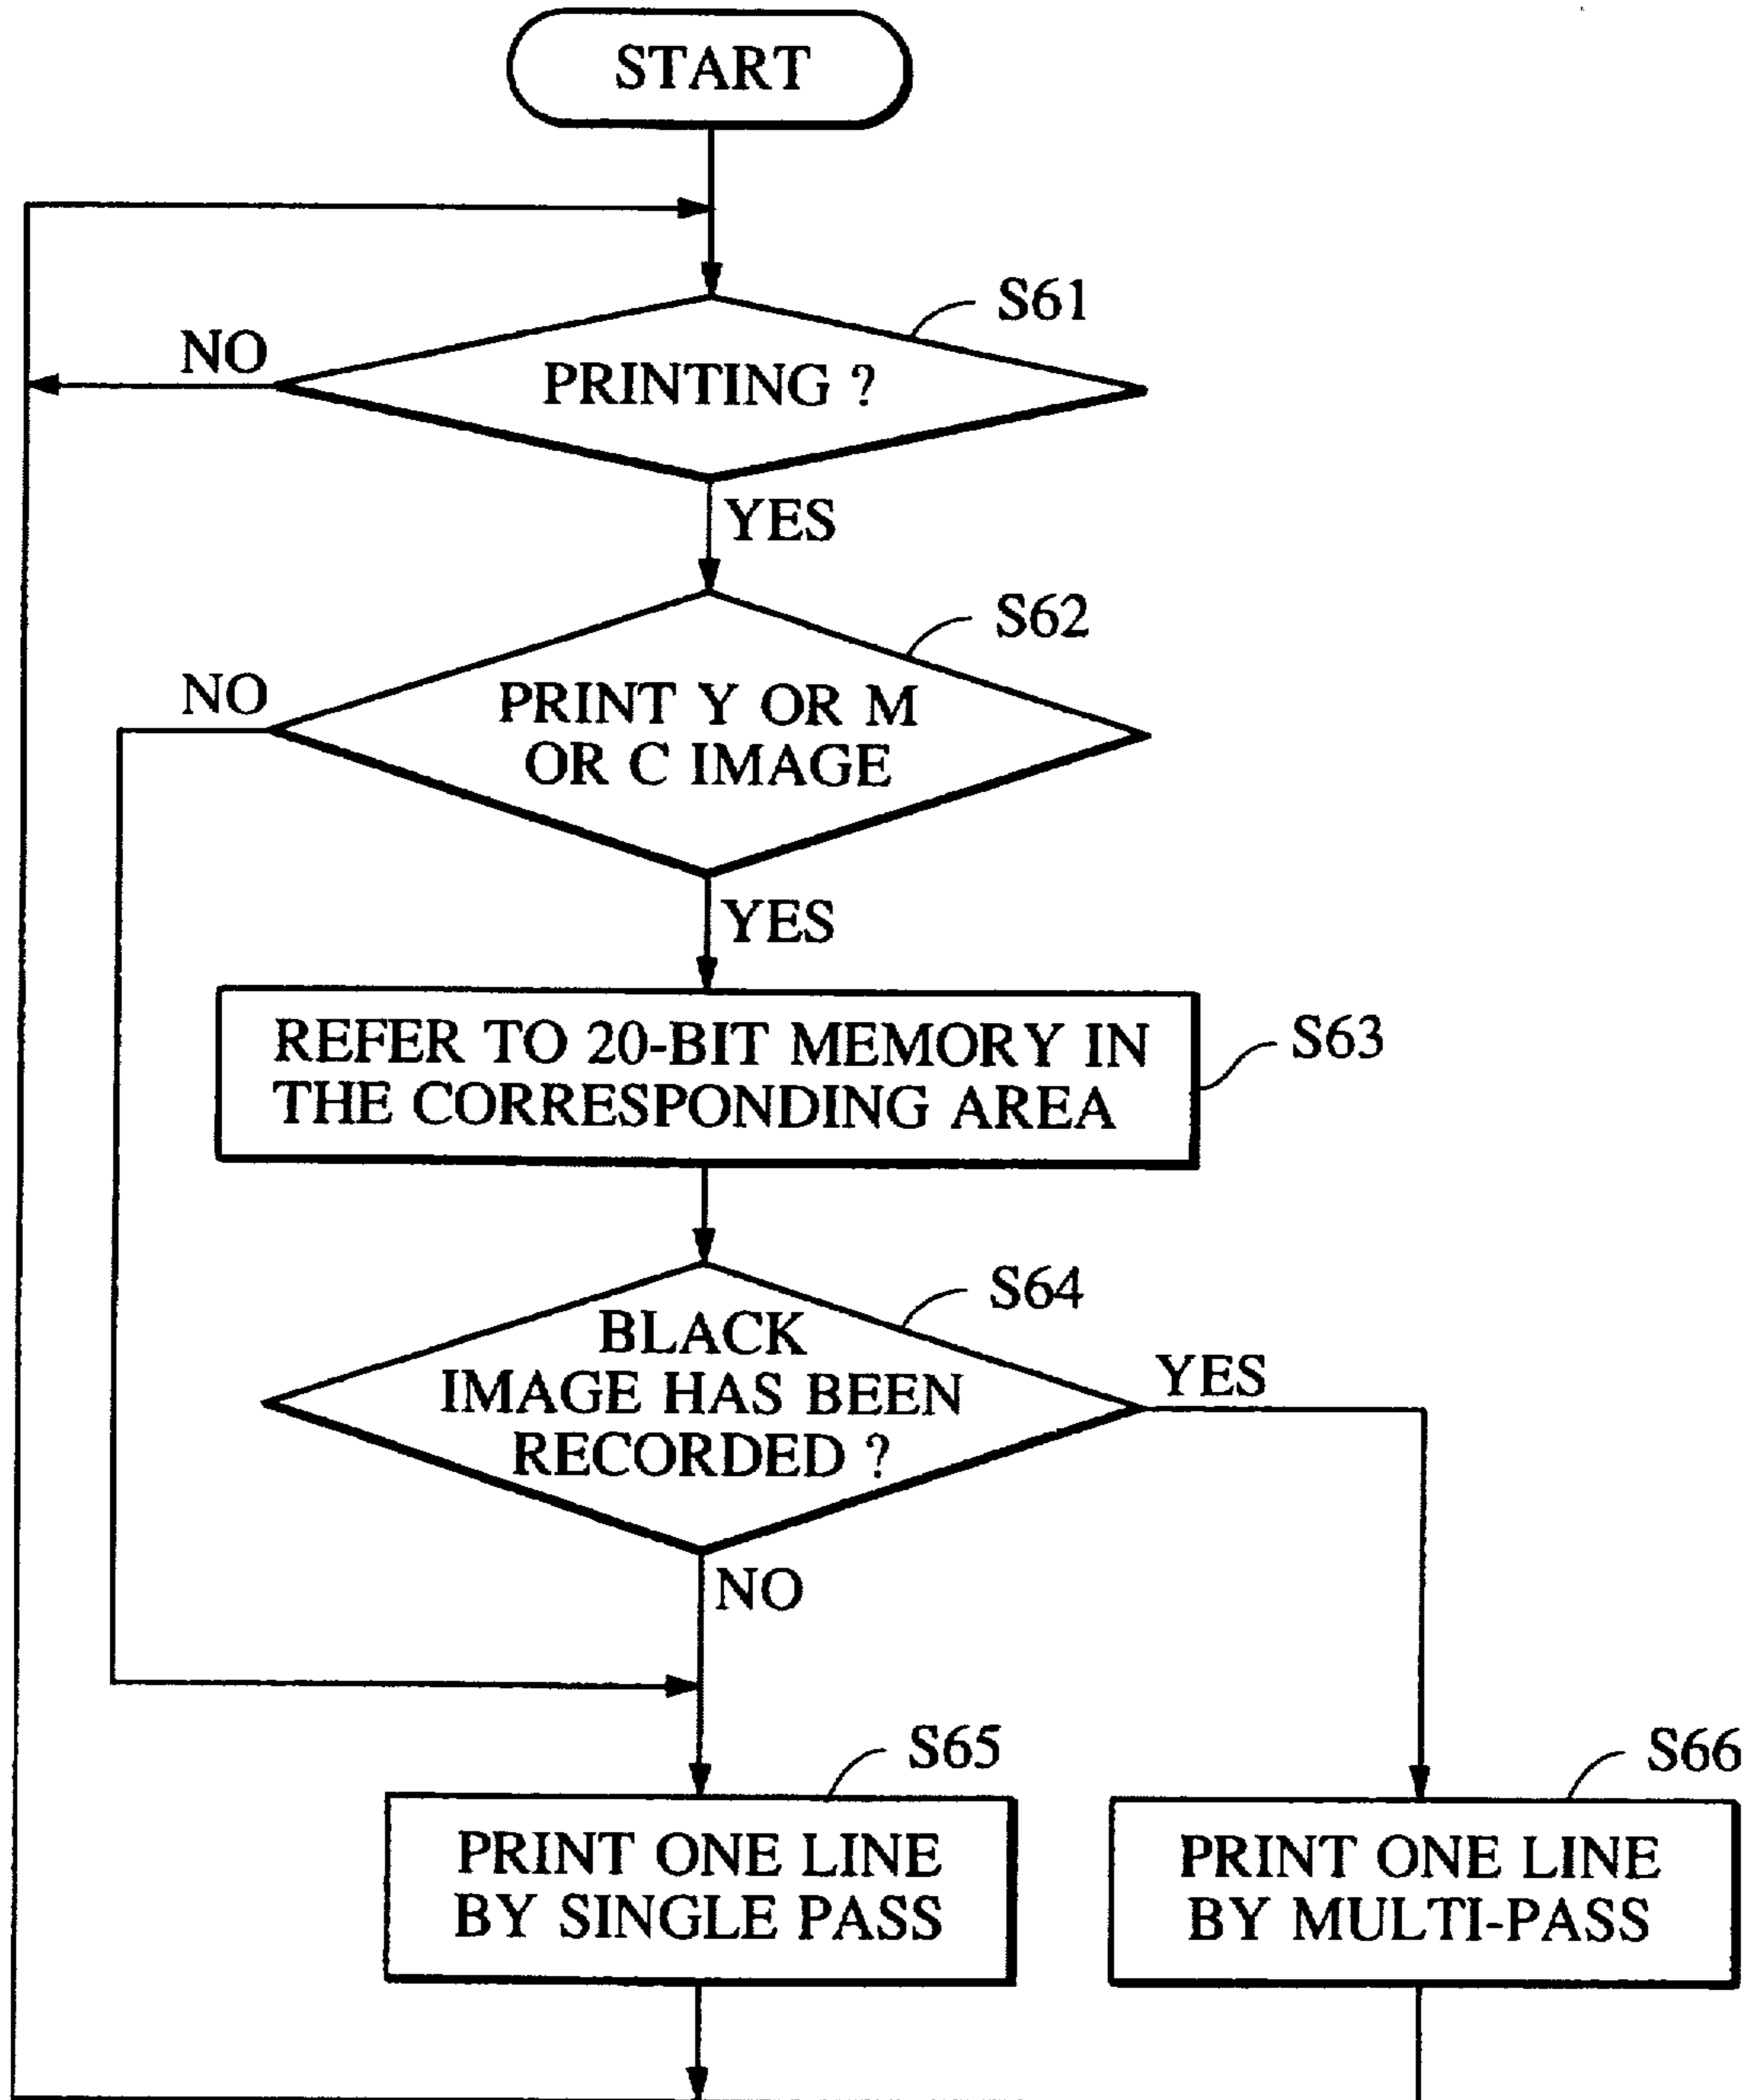 START
S61
NO
PRINTING ?
YES
S62
NO
PRINT Y OR M
OR C IMAGE
YES
REFER TO 20-BIT MEMORY IN
THE CORRESPONDING AREA
S63
S64
BLACK
IMAGE HAS BEEN
RECORDED ?
YES
NO
S65
S66
PRINT ONE LINE
BY SINGLE PASS
PRINT ONE LINE
BY MULTI-PASS